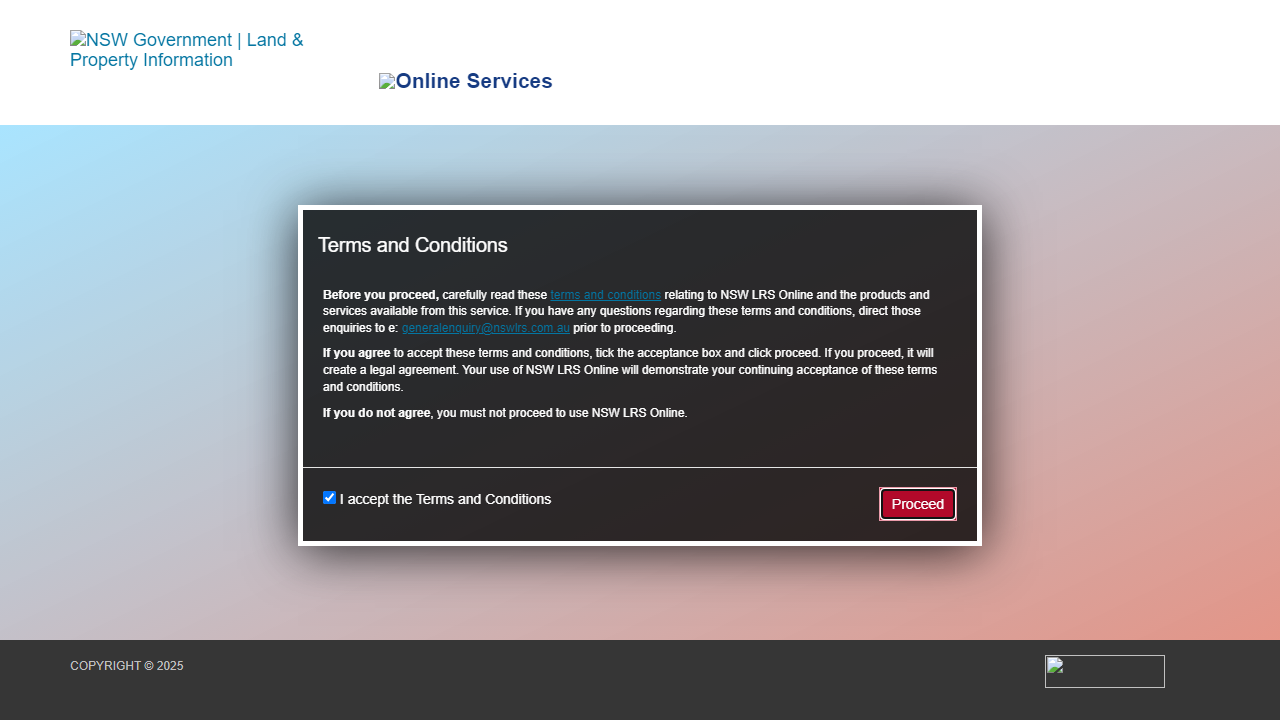 NSW Government | Land &
Property Information
Online Services
Terms and Conditions
Before you proceed, carefully read these terms and conditions relating to NSW LRS Online and the products and
services available from this service. If you have any questions regarding these terms and conditions, direct those
enquiries to e: generalenquiry@nswlrs.com.au prior to proceeding.
If you agree to accept these terms and conditions, tick the acceptance box and click proceed. If you proceed, it will
create a legal agreement. Your use of NSW LRS Online will demonstrate your continuing acceptance of these terms
and conditions.
If you do not agree, you must not proceed to use NSW LRS Online.
I accept the Terms and Conditions
Proceed
COPYRIGHT © 2025